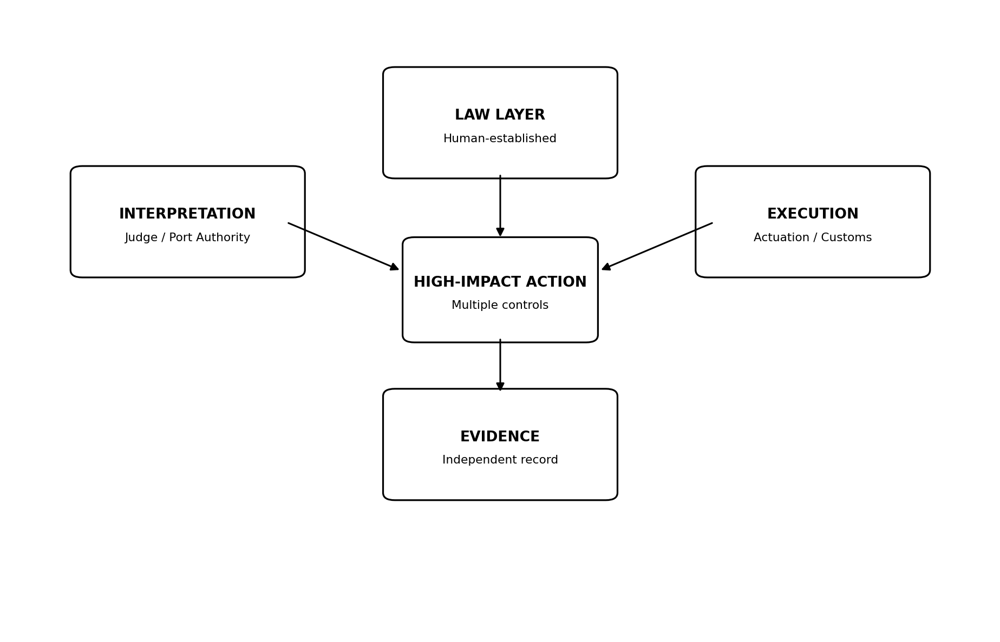 LAW LAYER
Human-established
INTERPRETATION
Judge / Port Authority
EXECUTION
Actuation / Customs
HIGH-IMPACT ACTION
Multiple controls
EVIDENCE
Independent record